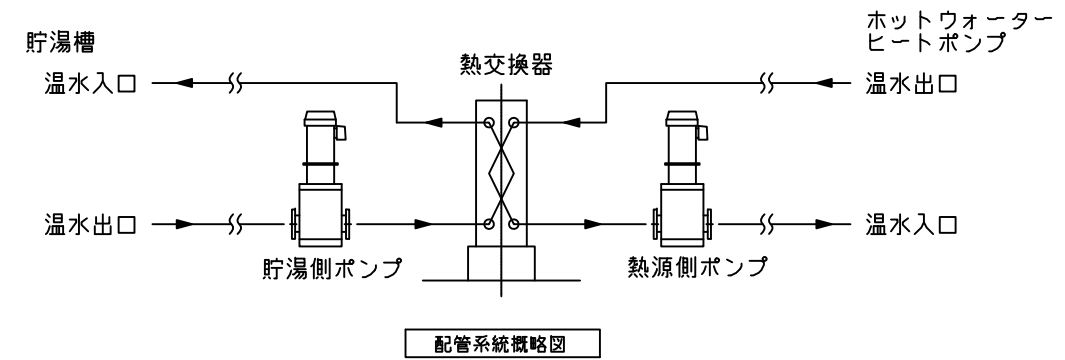 貯湯槽
ホットウォーター
ヒートポンプ
熱交換器
温水入口
温水出口
温水出口
温水入口
貯湯側ポンプ
熱源側ポンプ
配管系統概略図